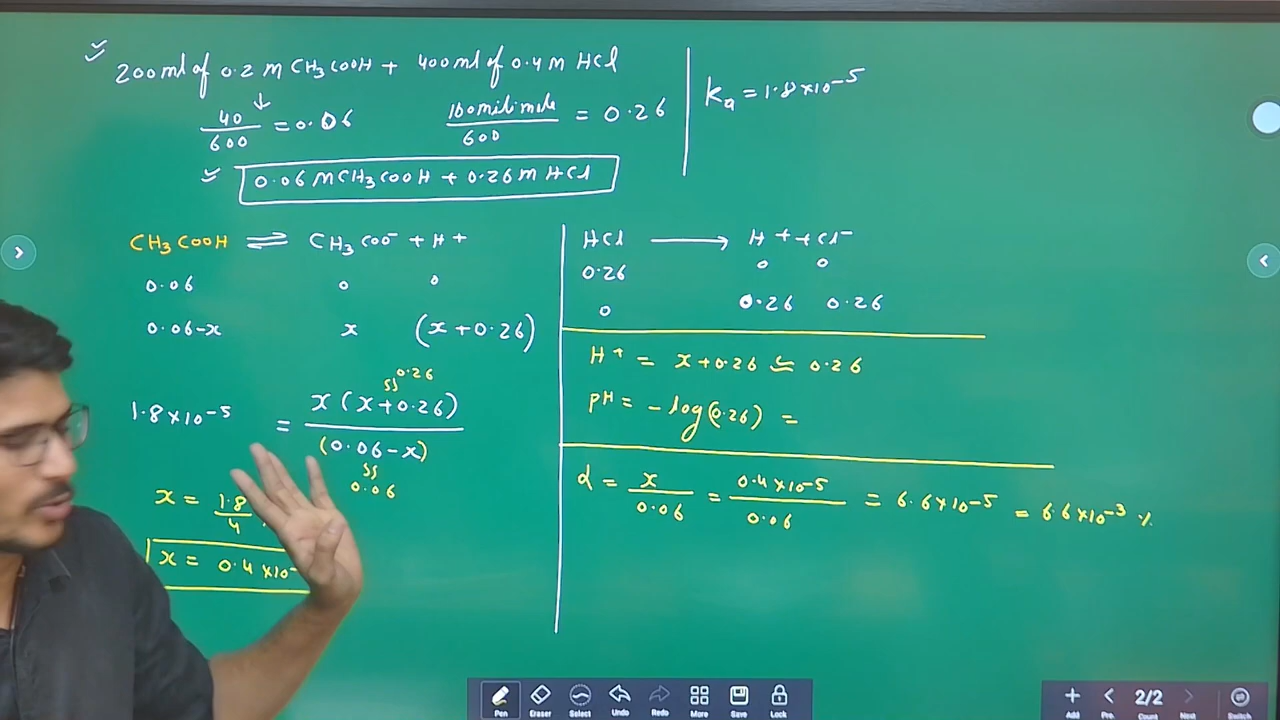 200ml of 0.2 M CH3COOH + 400ml of 0.4 M HCl
Ka = 1.8×10-5
40/600 = 0.06
160 milimole/600 = 0.26
0.06 M CH3COOH + 0.26 M HCl
CH3COOH ⇌ CH3COO- + H+
0.06 0 0
0.06-x x (x+0.26)
HCl → H+ + Cl-
0.26 0 0
0 0.26 0.26
1.8×10-5 = x(x+0.26)/(0.06-x)
0.26
0.06
x = 1.8/4
x = 0.4×10-
H+ = x+0.26 ≃ 0.26
pH = -log(0.26) =
α = x/0.06 = 0.4×10-5/0.06 = 6.6×10-5 = 6.6×10-3 %
Pen Eraser Select Undo Redo More Save Lock
2/2
Add Pre. Count Next Switch